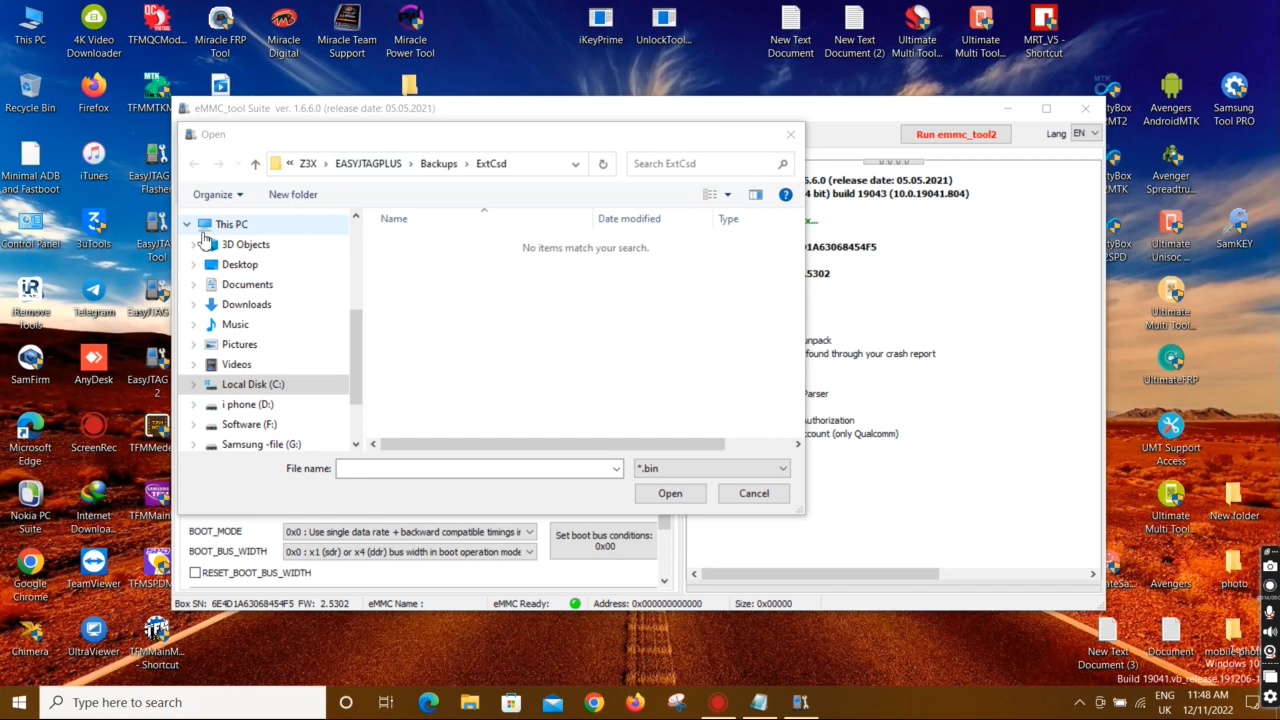 This PC
4K Video
Downloader
TFMQCMod...
Miracle FRP
Tool
Miracle
Digital
Miracle Team
Support
Miracle
Power Tool
iKeyPrime
UnlockTool...
New Text
Document
New Text
Document (2)
Ultimate
Multi Tool...
Ultimate
Multi Tool...
MRT_V5 -
Shortcut
Recycle Bin
Firefox
Avengers
AndroidMTK
Samsung
Tool PRO
Minimal ADB
and Fastboot
iTunes
Avenger
Spreadtru...
Control Panel
3uTools
Ultimate
Unisoc ...
SamKEY
iRemove
Tools
Telegram
Ultimate
Multi Tool...
SamFirm
AnyDesk
UltimateFRP
Microsoft
Edge
ScreenRec
UMT Support
Access
Nokia PC
Suite
Internet
Downloa...
Ultimate
Multi Tool...
New folder
Google
Chrome
TeamViewer
Avengers
photo
Chimera
UltraViewer
TFMMainM...
- Shortcut
New Text
Document (3)
Document
eMMC_tool Suite ver. 1.6.6.0 (release date: 05.05.2021)
Run emmc_tool2
Lang
EN
Open
« Z3X > EASYJTAGPLUS > Backups > ExtCsd
Search ExtCsd
Organize
New folder
Name
Date modified
Type
No items match your search.
This PC
3D Objects
Desktop
Documents
Downloads
Music
Pictures
Videos
Local Disk (C:)
i phone (D:)
Software (F:)
Samsung -file (G:)
File name:
*.bin
Open
Cancel
.6.6.0 (release date: 05.05.2021)
4 bit) build 19043 (10.0.19041.804)
x...
D1A63068454F5
.5302
unpack
found through your crash report
Parser
authorization
count (only Qualcomm)
BOOT_MODE
0x0 : Use single data rate + backward compatible timings i
BOOT_BUS_WIDTH
0x0 : x1 (sdr) or x4 (ddr) bus width in boot operation mode
RESET_BOOT_BUS_WIDTH
Set boot bus conditions:
0x00
Box SN: 6E4D1A63068454F5 FW: 2.5302
eMMC Name :
eMMC Ready:
Address: 0x000000000000
Size: 0x00000
Windows 10
Build 19041.vb_release.191206-1
Type here to search
ENG
UK
11:48 AM
12/11/2022